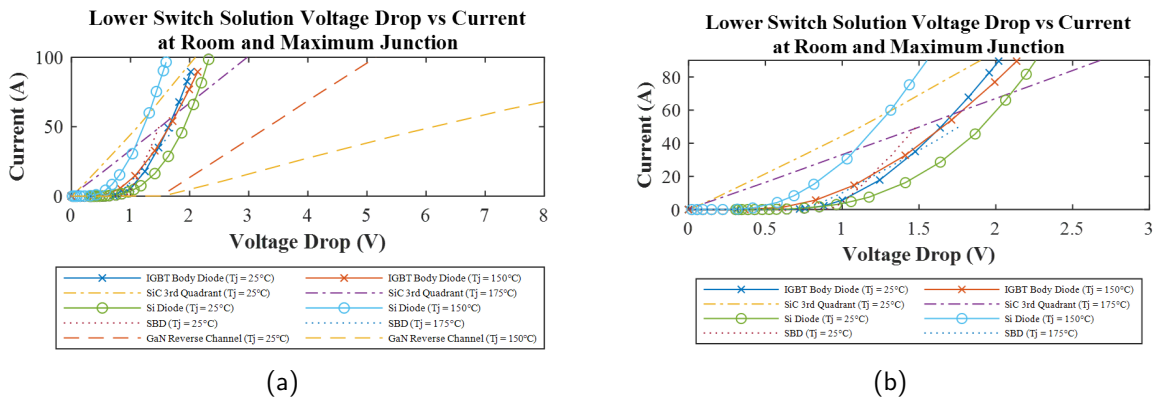 Lower Switch Solution Voltage Drop vs Current
at Room and Maximum Junction
Current (A)
100
50
0
0 1 2 3 4 5 6 7 8
Voltage Drop (V)
IGBT Body Diode (Tj = 25°C) IGBT Body Diode (Tj = 150°C)
SiC 3rd Quadrant (Tj = 25°C) SiC 3rd Quadrant (Tj = 175°C)
Si Diode (Tj = 25°C) Si Diode (Tj = 150°C)
SBD (Tj = 25°C) SBD (Tj = 175°C)
GaN Reverse Channel (Tj = 25°C) GaN Reverse Channel (Tj = 150°C)
(a)
Lower Switch Solution Voltage Drop vs Current
at Room and Maximum Junction
Current (A)
80
60
40
20
0
0 0.5 1 1.5 2 2.5 3
Voltage Drop (V)
IGBT Body Diode (Tj = 25°C) IGBT Body Diode (Tj = 150°C)
SiC 3rd Quadrant (Tj = 25°C) SiC 3rd Quadrant (Tj = 175°C)
Si Diode (Tj = 25°C) Si Diode (Tj = 150°C)
SBD (Tj = 25°C) SBD (Tj = 175°C)
(b)